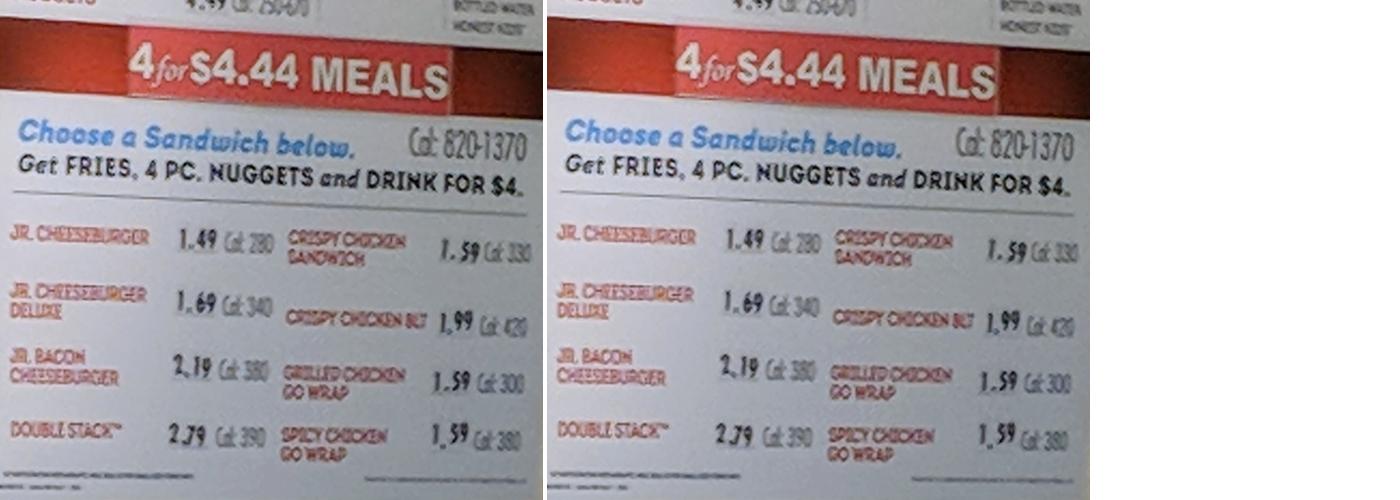 4 for $4.44 MEALS
Choose a Sandwich below. Cal: 820-1370
Get FRIES, 4 PC. NUGGETS and DRINK FOR $4.
JR. CHEESEBURGER 1.49 Cal: 280 CRISPY CHICKEN SANDWICH 1.59 Cal: 330
JR. CHEESEBURGER DELUXE 1.69 Cal: 340 CRISPY CHICKEN BLT 1.99 Cal: 420
JR. BACON CHEESEBURGER 2.19 Cal: 380 GRILLED CHICKEN GO WRAP 1.59 Cal: 300
DOUBLE STACK™ 2.79 Cal: 390 SPICY CHICKEN GO WRAP 1.59 Cal: 380
BOTTLED WATER
HONEST KIDS
4 for $4.44 MEALS
Choose a Sandwich below. Cal: 820-1370
Get FRIES, 4 PC. NUGGETS and DRINK FOR $4.
JR. CHEESEBURGER 1.49 Cal: 280 CRISPY CHICKEN SANDWICH 1.59 Cal: 330
JR. CHEESEBURGER DELUXE 1.69 Cal: 340 CRISPY CHICKEN BLT 1.99 Cal: 420
JR. BACON CHEESEBURGER 2.19 Cal: 380 GRILLED CHICKEN GO WRAP 1.59 Cal: 300
DOUBLE STACK™ 2.79 Cal: 390 SPICY CHICKEN GO WRAP 1.59 Cal: 380